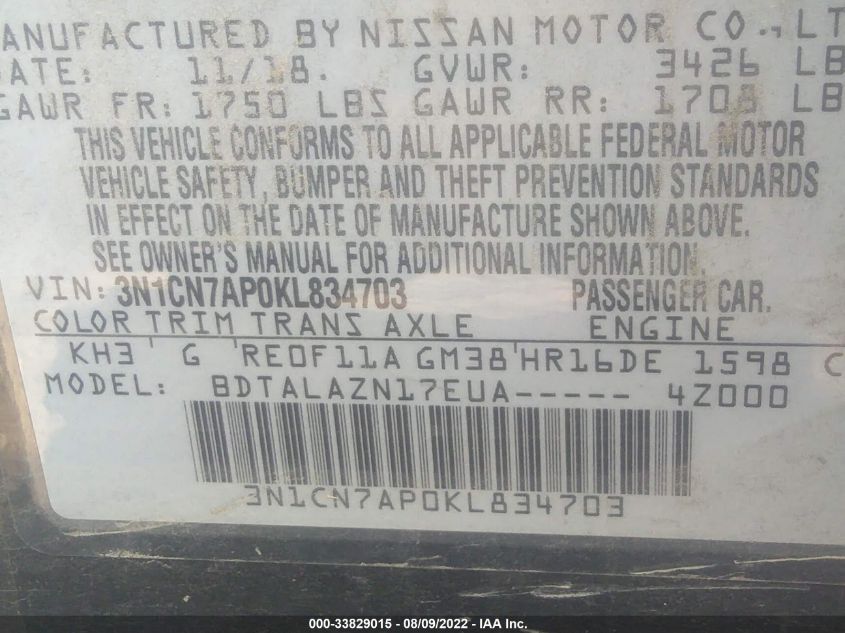 ANUFACTURED BY NISSAN MOTOR CO., LT
DATE: 11/18. GVWR: 3426 LB
GAWR FR: 1750 LBS GAWR RR: 1708 LB
THIS VEHICLE CONFORMS TO ALL APPLICABLE FEDERAL MOTOR
VEHICLE SAFETY, BUMPER AND THEFT PREVENTION STANDARDS
IN EFFECT ON THE DATE OF MANUFACTURE SHOWN ABOVE.
SEE OWNER'S MANUAL FOR ADDITIONAL INFORMATION.
VIN: 3N1CN7AP0KL834703 PASSENGER CAR.
COLOR TRIM TRANS AXLE ENGINE
KH3 G RE0F11A GM38 HR16DE 1598 C
MODEL: BDTALAZN17EUA----- 4Z000
3N1CN7AP0KL834703
000-33829015 - 08/09/2022 - IAA Inc.